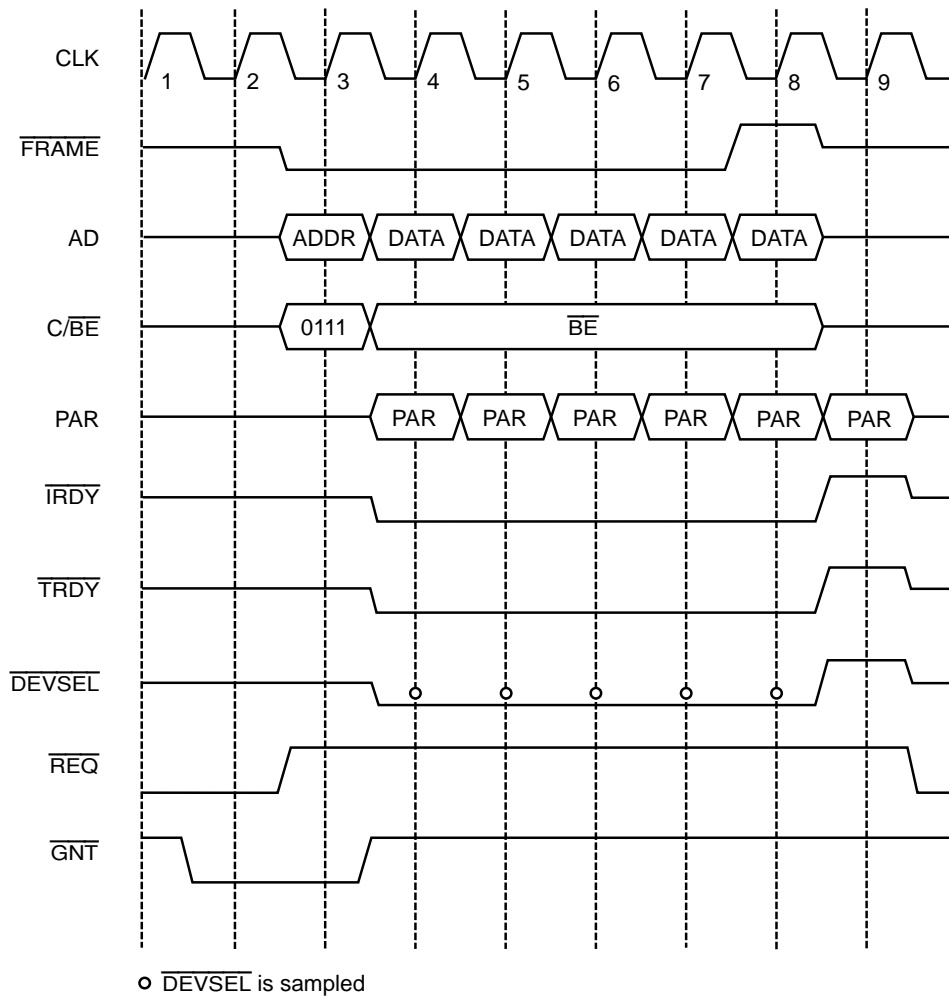 CLK
1 2 3 4 5 6 7 8 9
FRAME
AD
ADDR DATA DATA DATA DATA DATA
C/BE
0111 BE
PAR
PAR PAR PAR PAR PAR PAR
IRDY
TRDY
DEVSEL
REQ
GNT
DEVSEL is sampled